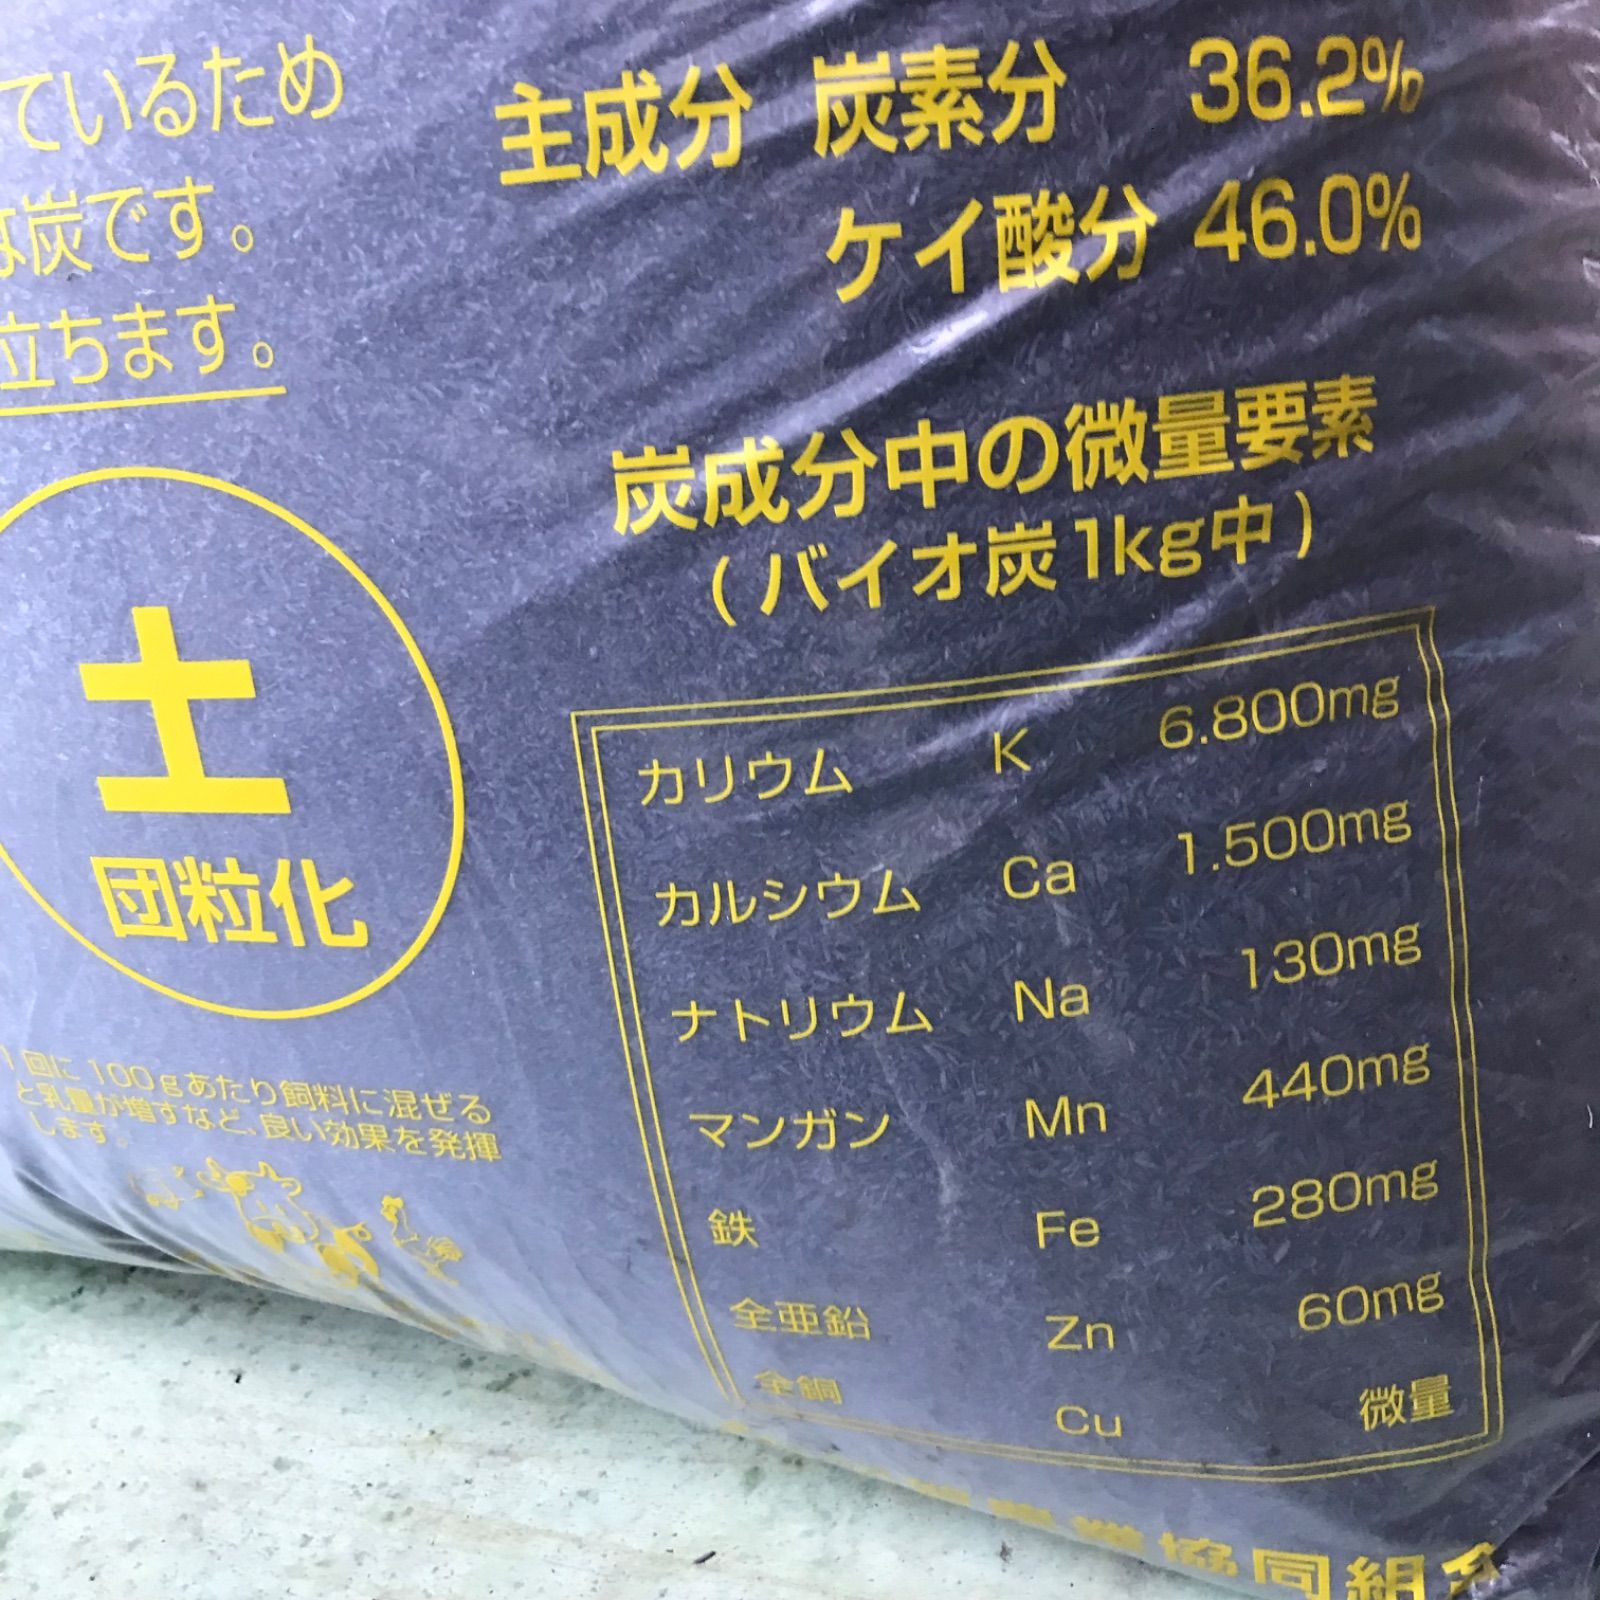 ているため
炭です。
立ちます。
主成分 炭素分 36.2%
ケイ酸分 46.0%
炭成分中の微量要素
(バイオ炭1kg中)
カリウム K 6.800mg
カルシウム Ca 1.500mg
ナトリウム Na 130mg
マンガン Mn 440mg
鉄 Fe 280mg
全亜鉛 Zn 60mg
全銅 Cu 微量
土
団粒化
1回に100gあたり飼料に混ぜる
と乳量が増すなど、良い効果を発揮
します。
農業協同組合